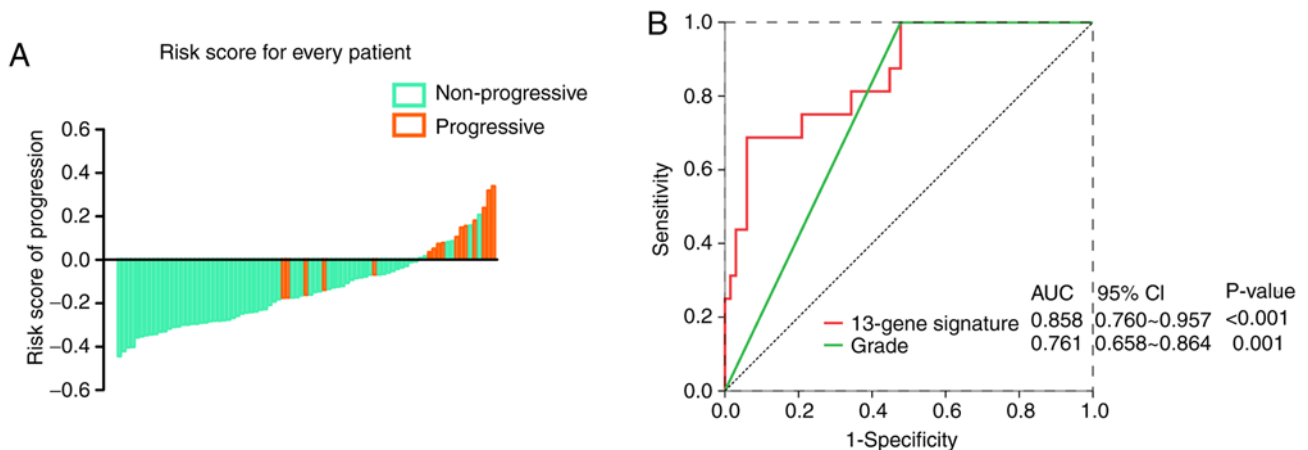 A
Risk score for every patient
Non-progressive
Progressive
Risk score of progression
0.6
0.4
0.2
0.0
−0.2
−0.4
−0.6
B
Sensitivity
1.0
0.8
0.6
0.4
0.2
0.0
AUC 95% CI P-value
13-gene signature 0.858 0.760~0.957 <0.001
Grade 0.761 0.658~0.864 0.001
0.0 0.2 0.4 0.6 0.8 1.0
1-Specificity